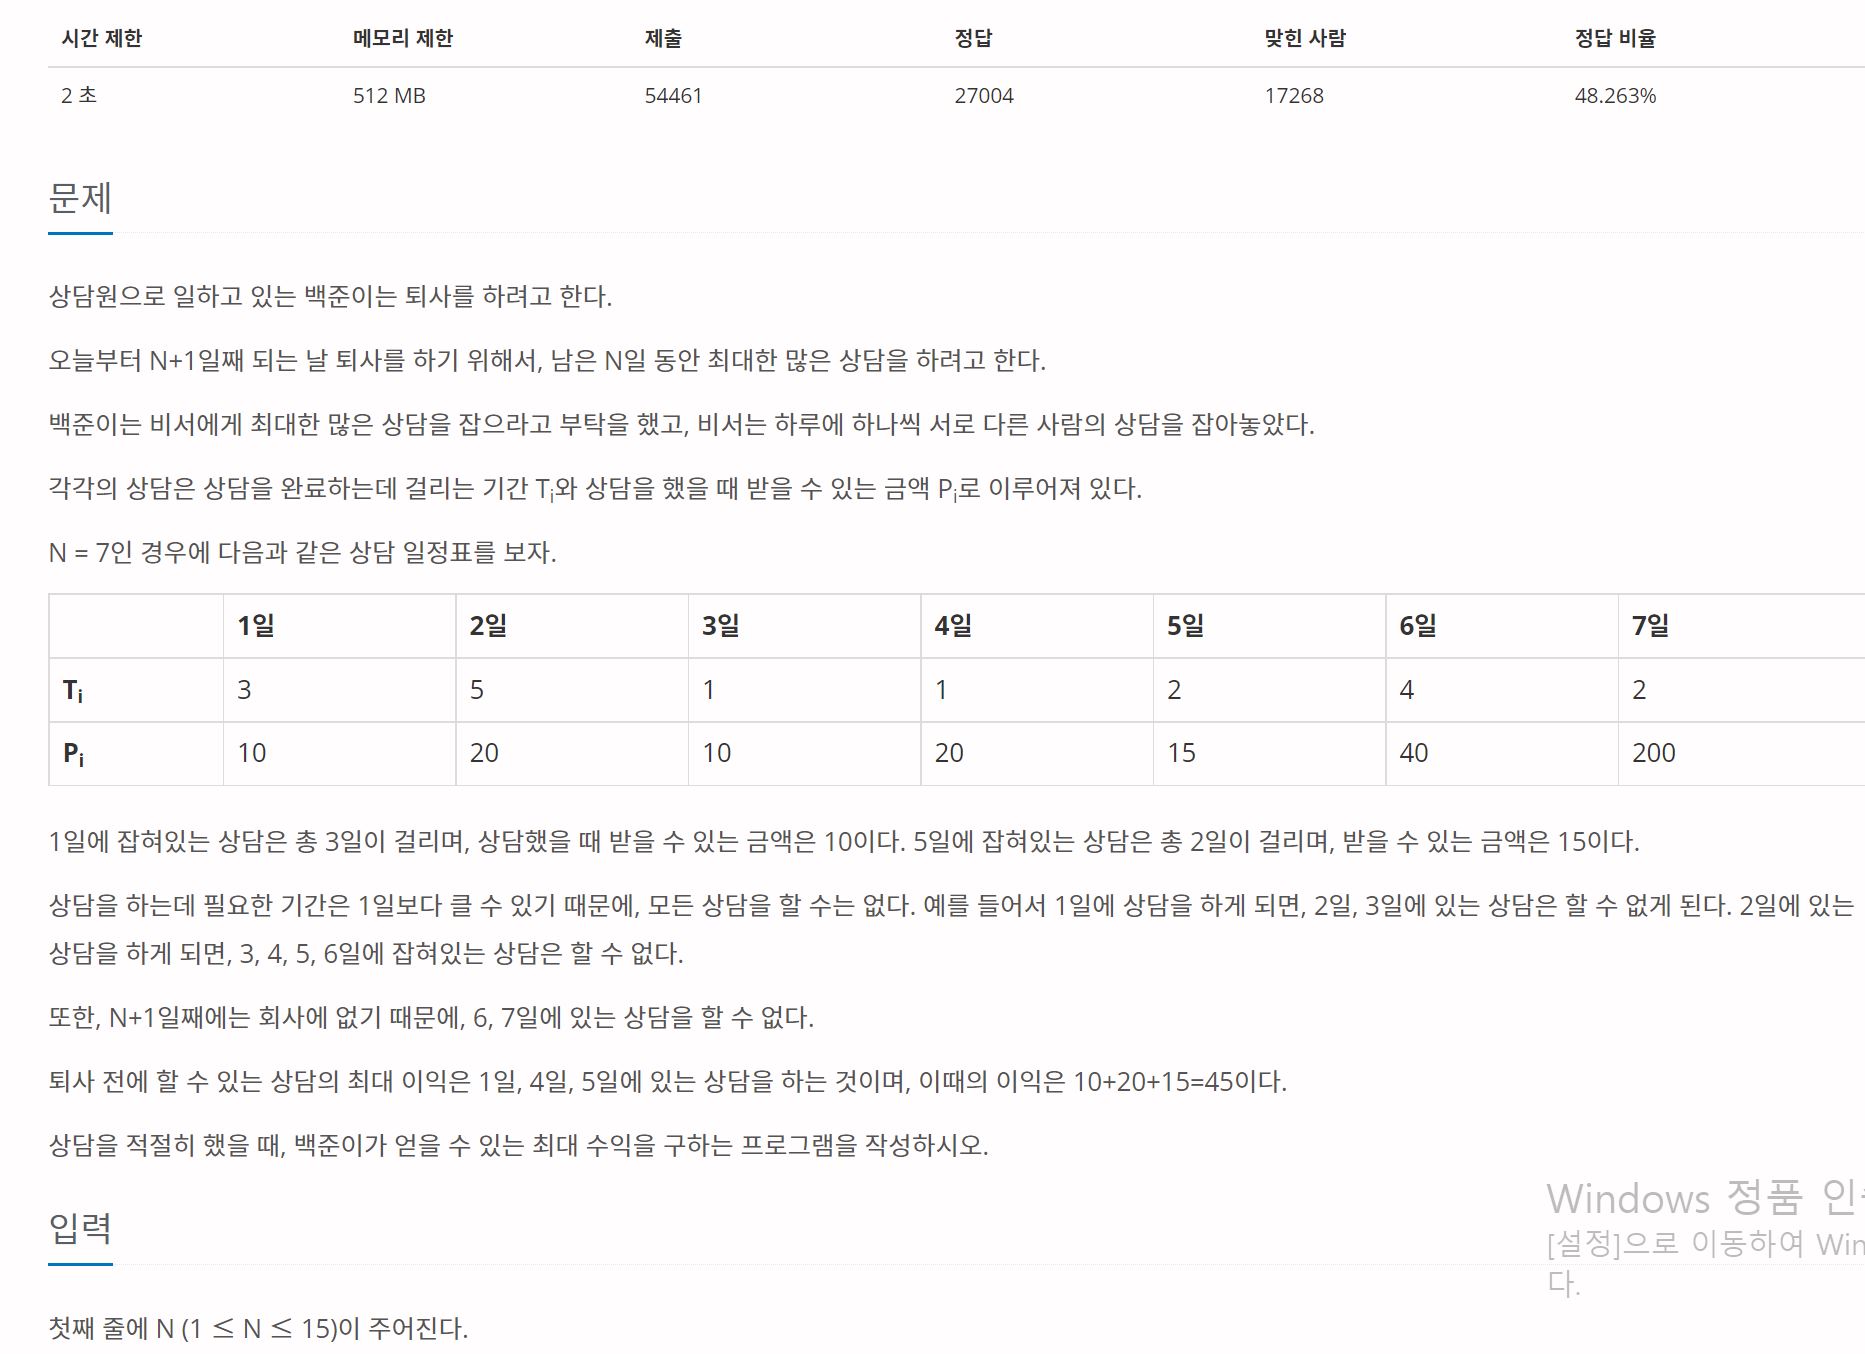 시간 제한 메모리 제한 제출 정답 맞힌 사람 정답 비율
2 초 512 MB 54461 27004 17268 48.263%
문제
상담원으로 일하고 있는 백준이는 퇴사를 하려고 한다.
오늘부터 N+1일째 되는 날 퇴사를 하기 위해서, 남은 N일 동안 최대한 많은 상담을 하려고 한다.
백준이는 비서에게 최대한 많은 상담을 잡으라고 부탁을 했고, 비서는 하루에 하나씩 서로 다른 사람의 상담을 잡아놓았다.
각각의 상담은 상담을 완료하는데 걸리는 기간 Ti와 상담을 했을 때 받을 수 있는 금액 Pi로 이루어져 있다.
N = 7인 경우에 다음과 같은 상담 일정표를 보자.
1일 2일 3일 4일 5일 6일 7일
Ti 3 5 1 1 2 4 2
Pi 10 20 10 20 15 40 200
1일에 잡혀있는 상담은 총 3일이 걸리며, 상담했을 때 받을 수 있는 금액은 10이다. 5일에 잡혀있는 상담은 총 2일이 걸리며, 받을 수 있는 금액은 15이다.
상담을 하는데 필요한 기간은 1일보다 클 수 있기 때문에, 모든 상담을 할 수는 없다. 예를 들어서 1일에 상담을 하게 되면, 2일, 3일에 있는 상담은 할 수 없게 된다. 2일에 있는
상담을 하게 되면, 3, 4, 5, 6일에 잡혀있는 상담은 할 수 없다.
또한, N+1일째에는 회사에 없기 때문에, 6, 7일에 있는 상담을 할 수 없다.
퇴사 전에 할 수 있는 상담의 최대 이익은 1일, 4일, 5일에 있는 상담을 하는 것이며, 이때의 이익은 10+20+15=45이다.
상담을 적절히 했을 때, 백준이가 얻을 수 있는 최대 수익을 구하는 프로그램을 작성하시오.
Windows 정품 인
[설정]으로 이동하여 Win
다.
입력
첫째 줄에 N (1 ≤ N ≤ 15)이 주어진다.